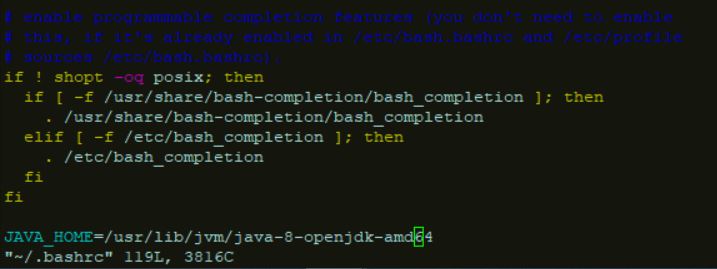 # enable programmable completion features (you don't need to enable
# this, if it's already enabled in /etc/bash.bashrc and /etc/profile
# sources /etc/bash.bashrc).
if ! shopt -oq posix; then
  if [ -f /usr/share/bash-completion/bash_completion ]; then
    . /usr/share/bash-completion/bash_completion
  elif [ -f /etc/bash_completion ]; then
    . /etc/bash_completion
  fi
fi

JAVA_HOME=/usr/lib/jvm/java-8-openjdk-amd64
"~/.bashrc" 119L, 3816C